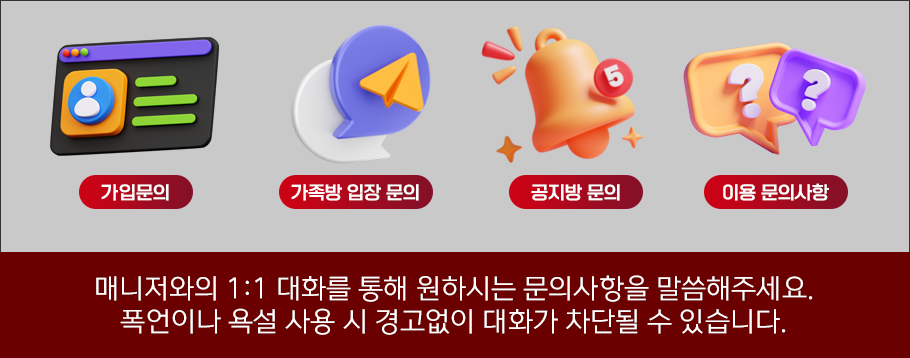 5
가입문의
가족방 입장 문의
공지방 문의
이용 문의사항
? ?
매니저와의 1:1 대화를 통해 원하시는 문의사항을 말씀해주세요.
폭언이나 욕설 사용 시 경고없이 대화가 차단될 수 있습니다.